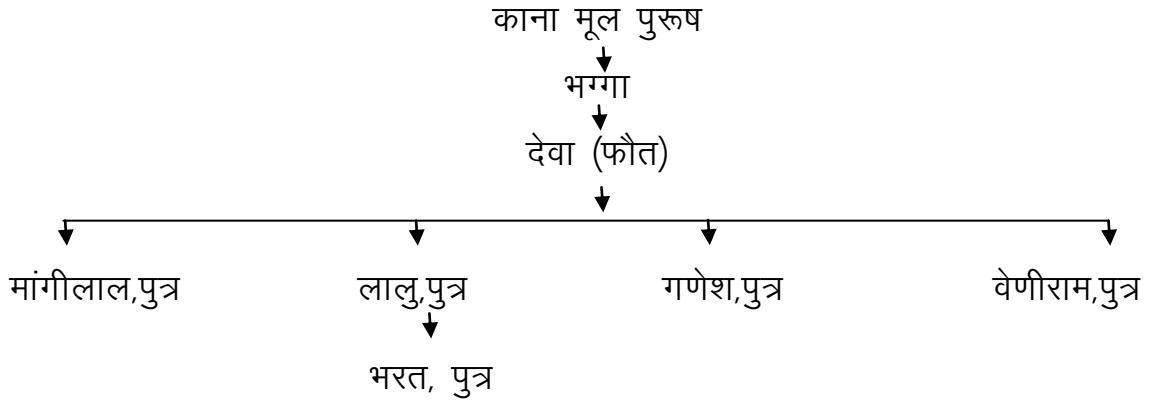 काना मूल पुरूष
भग्गा
देवा (फौत)
मांगीलाल,पुत्र लालु,पुत्र गणेश,पुत्र वेणीराम,पुत्र
भरत, पुत्र